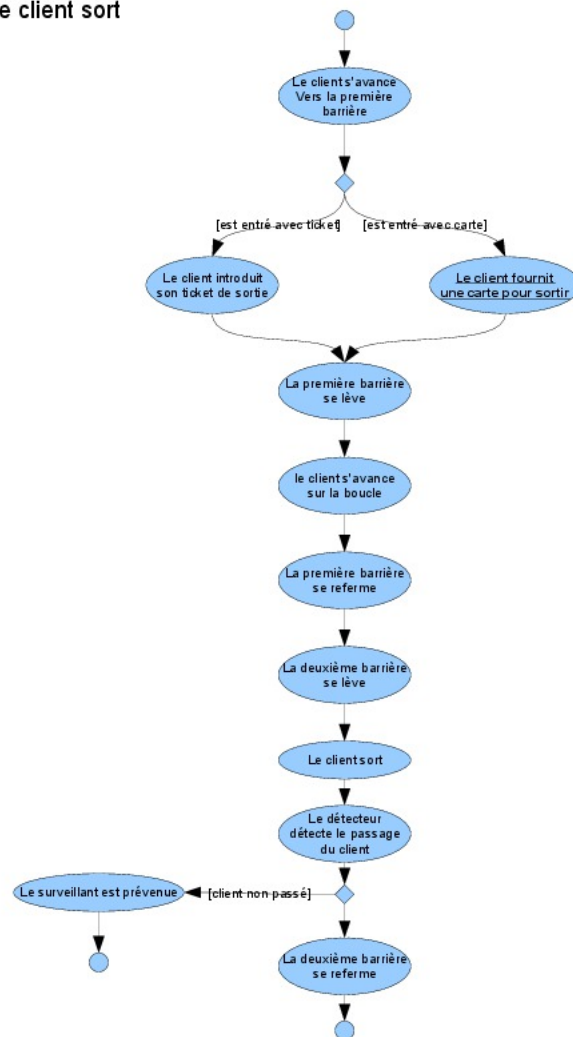 e client sort
Le client s'avance
Vers la première
barrière
[est entré avec ticket]
[est entré avec carte]
Le client introduit
son ticket de sortie
Le client fournit
une carte pour sortir
La première barrière
se lève
le client s'avance
sur la boucle
La première barrière
se referme
La deuxième barrière
se lève
Le client sort
Le détecteur
détecte le passage
du client
Le surveillant est prévenue
[client non passé]
La deuxième barrière
se referme